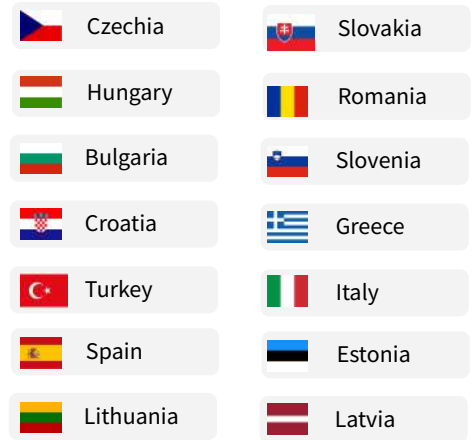 Czechia
Slovakia
Hungary
Romania
Bulgaria
Slovenia
Croatia
Greece
Turkey
Italy
Spain
Estonia
Lithuania
Latvia